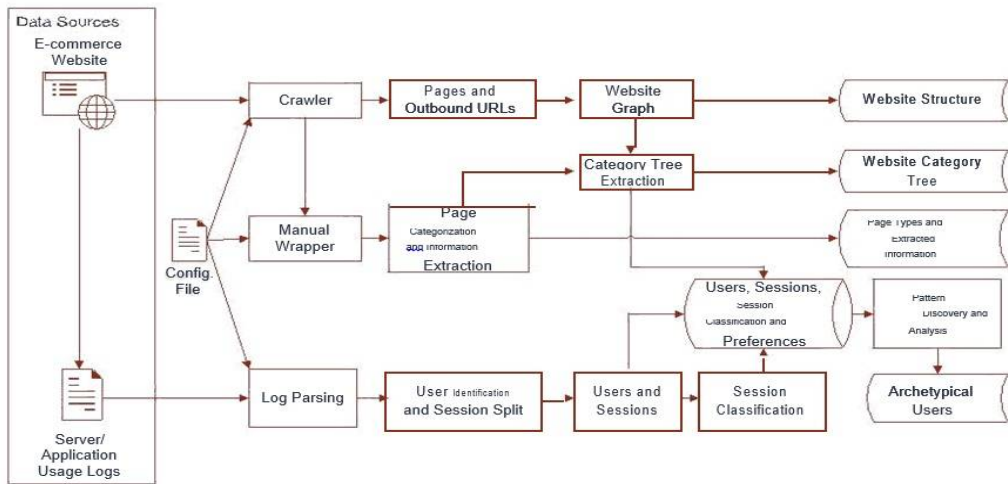 Data Sources
E-commerce
Website
Crawler
Pages and
Outbound URLs
Website
Graph
Website Structure
Category Tree
Extraction
Website Category
Tree
Config.
File
Manual
Wrapper
Page
Categorization
and Information
Extraction
Page Types and
Extracted
Information
Users, Sessions,
Session
Classification and
Preferences
Pattern
Discovery and
Analysis
Log Parsing
User Identification
and Session Split
Users and
Sessions
Session
Classification
Archetypical
Users
Server/
Application
Usage Logs